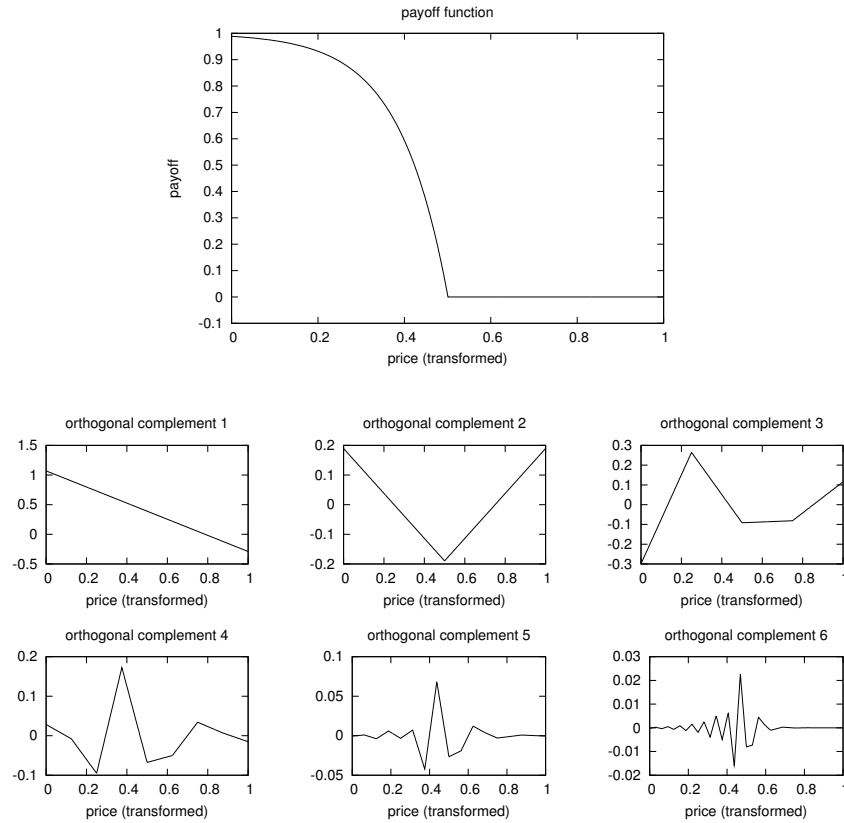 payoff function
1
0.9
0.8
0.7
0.6
0.5
0.4
0.3
0.2
0.1
0
-0.1
payoff
0 0.2 0.4 0.6 0.8 1
price (transformed)
orthogonal complement 1
1.5
1
0.5
0
-0.5
0 0.2 0.4 0.6 0.8 1
price (transformed)
orthogonal complement 2
0.2
0.1
0
-0.1
-0.2
0 0.2 0.4 0.6 0.8 1
price (transformed)
orthogonal complement 3
0.3
0.2
0.1
0
-0.1
-0.2
-0.3
0 0.2 0.4 0.6 0.8 1
price (transformed)
orthogonal complement 4
0.2
0.1
0
-0.1
0 0.2 0.4 0.6 0.8 1
price (transformed)
orthogonal complement 5
0.1
0.05
0
-0.05
0 0.2 0.4 0.6 0.8 1
price (transformed)
orthogonal complement 6
0.03
0.02
0.01
0
-0.01
-0.02
0 0.2 0.4 0.6 0.8 1
price (transformed)